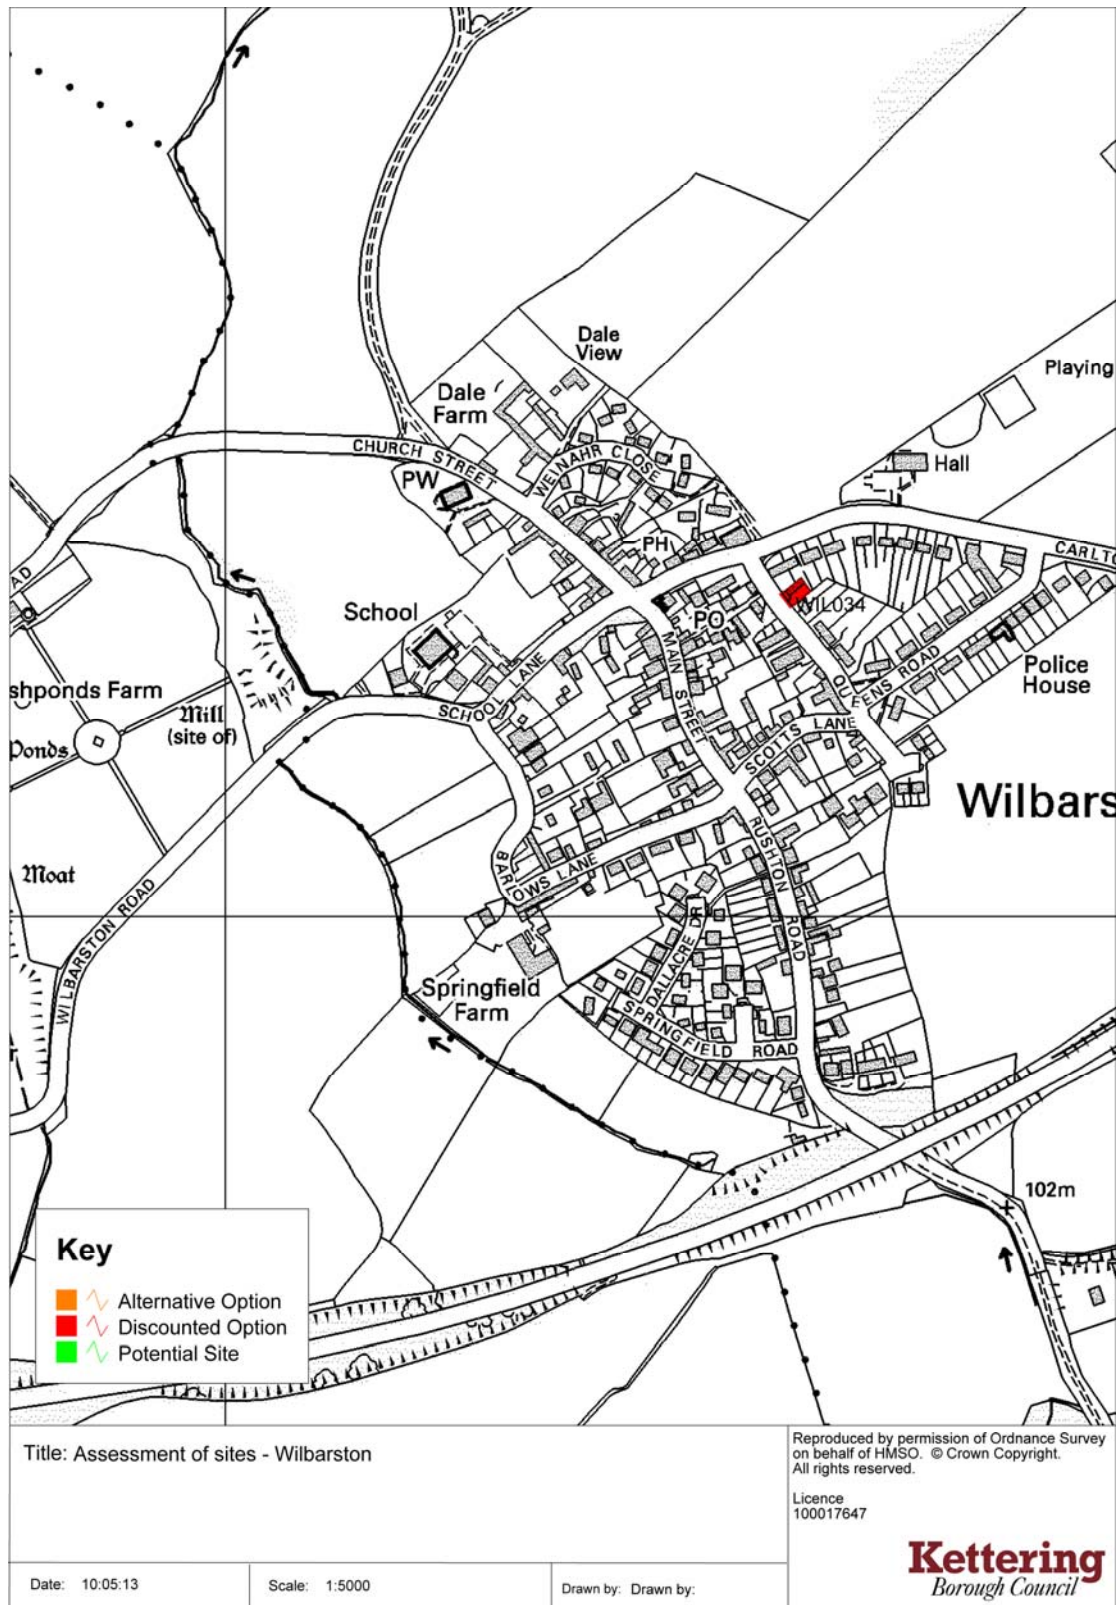 Dale
View
Playing
Dale
Farm
CHURCH STREET
WELNAHR CLOSE
PW
Hall
PH
CARLTO
AD
WIL034
School
PO
MAIN STREET
Police
House
QUEENS ROAD
shponds Farm
SCHOOL LANE
Mill
(site of)
SCOTTS LANE
Ponds
Wilbars
Moat
BARLOWS LANE
RUSHTON ROAD
WILBARSTON ROAD
DALLACRE DR
Springfield
Farm
SPRINGFIELD ROAD
102m
Key
Alternative Option
Discounted Option
Potential Site
Title: Assessment of sites - Wilbarston
Reproduced by permission of Ordnance Survey
on behalf of HMSO. © Crown Copyright.
All rights reserved.
Licence
100017647
Kettering
Borough Council
Date: 10:05:13
Scale: 1:5000
Drawn by: Drawn by: